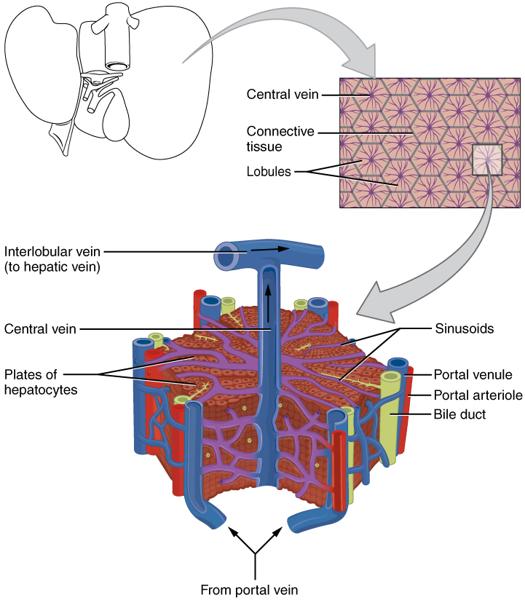 Central vein
Connective
tissue
Lobules
Interlobular vein
(to hepatic vein)
Central vein
Sinusoids
Plates of
hepatocytes
Portal venule
Portal arteriole
Bile duct
From portal vein